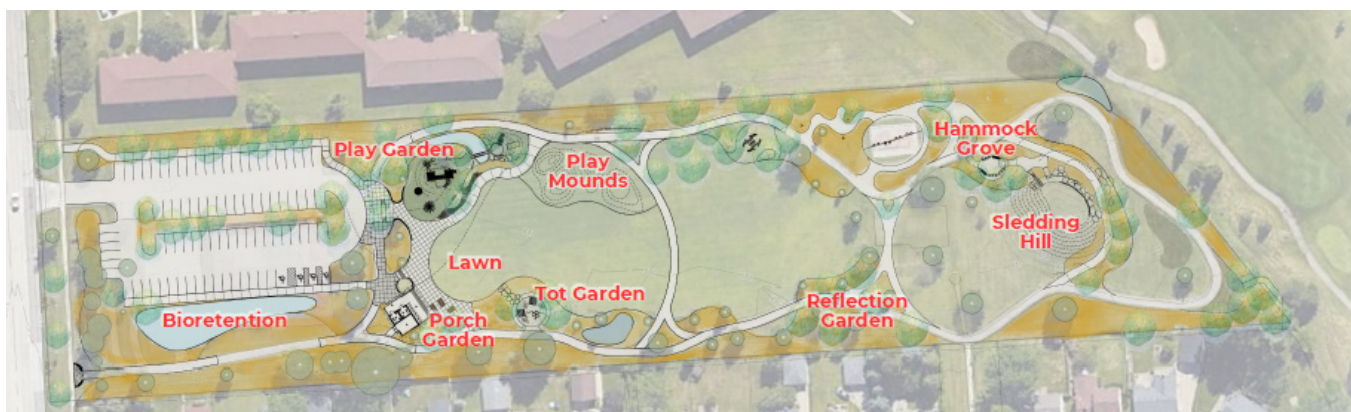 Play Garden
Play
Mounds
Hammock
Grove
Sledding
Hill
Lawn
Tot Garden
Reflection
Garden
Porch
Garden
Bioretention